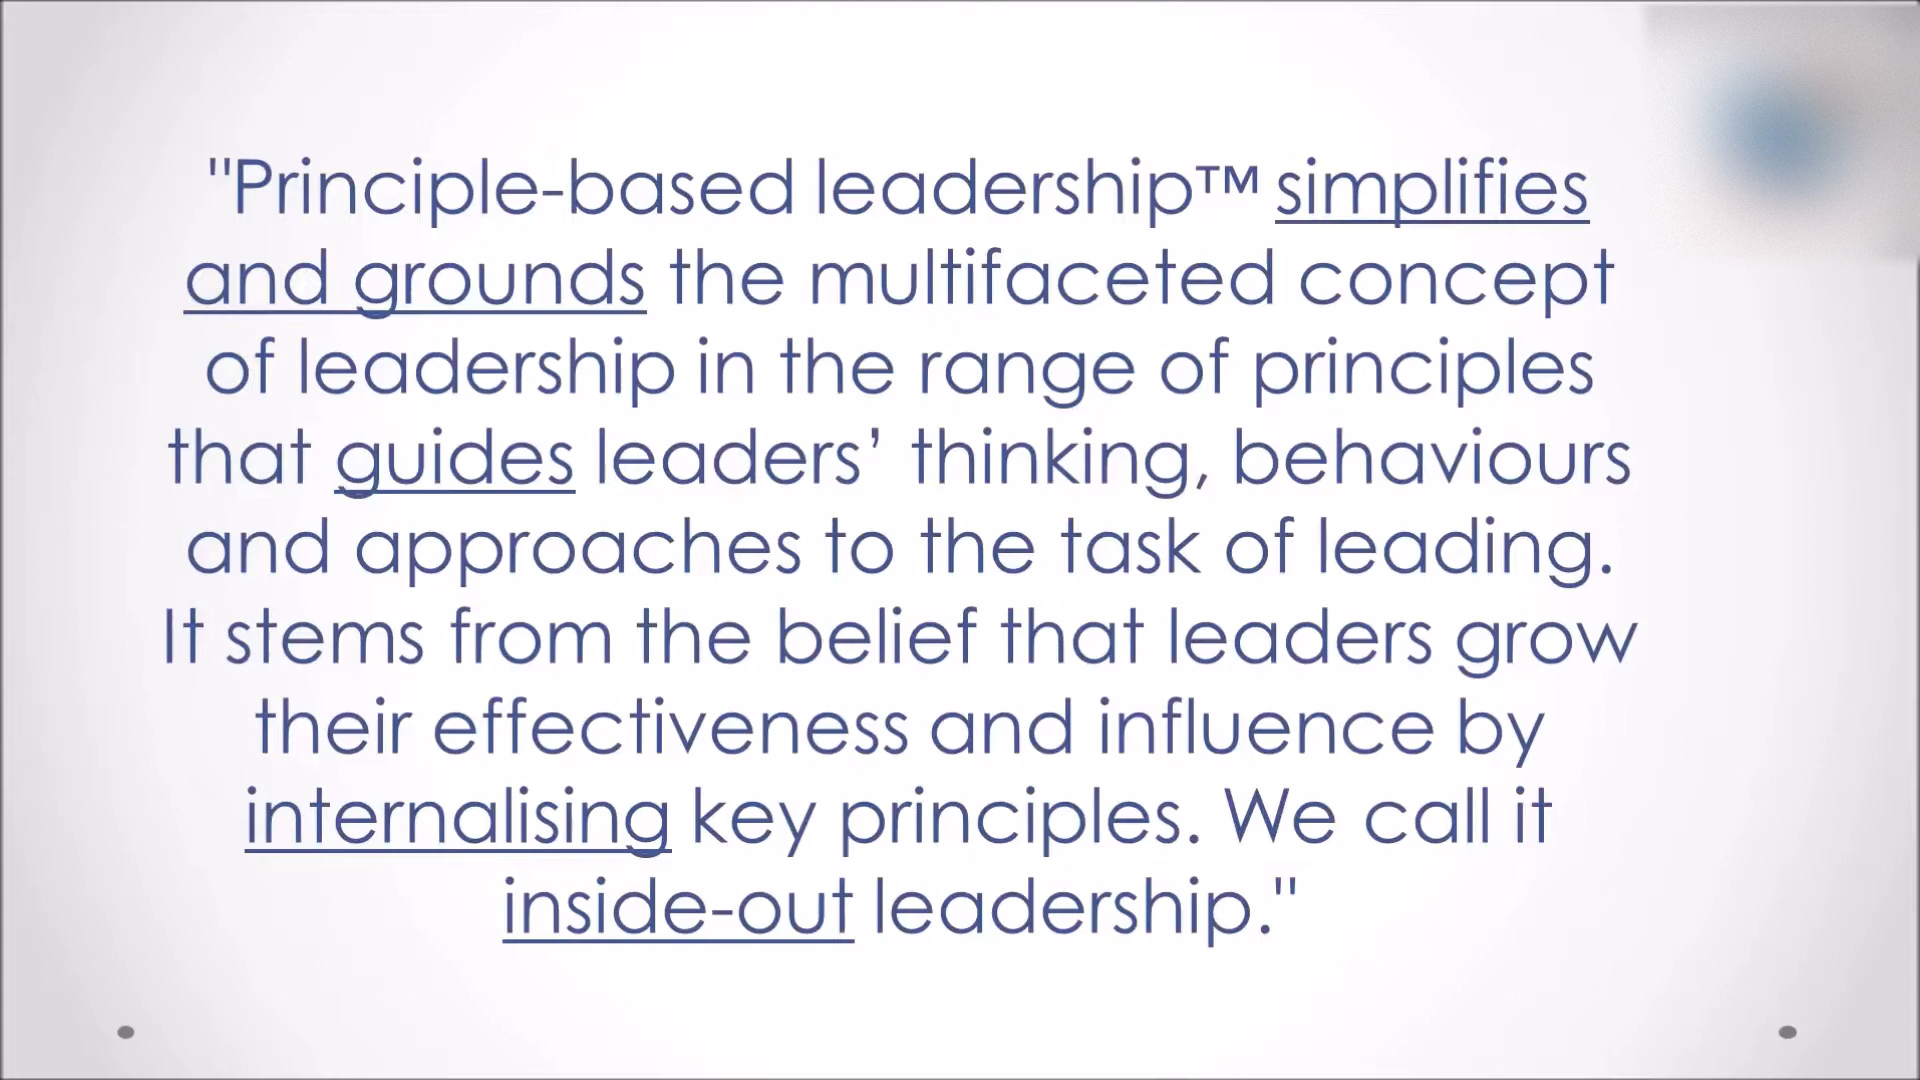 "Principle-based leadership™ simplifies
and grounds the multifaceted concept
of leadership in the range of principles
that guides leaders’ thinking, behaviours
and approaches to the task of leading.
It stems from the belief that leaders grow
their effectiveness and influence by
internalising key principles. We call it
inside-out leadership."